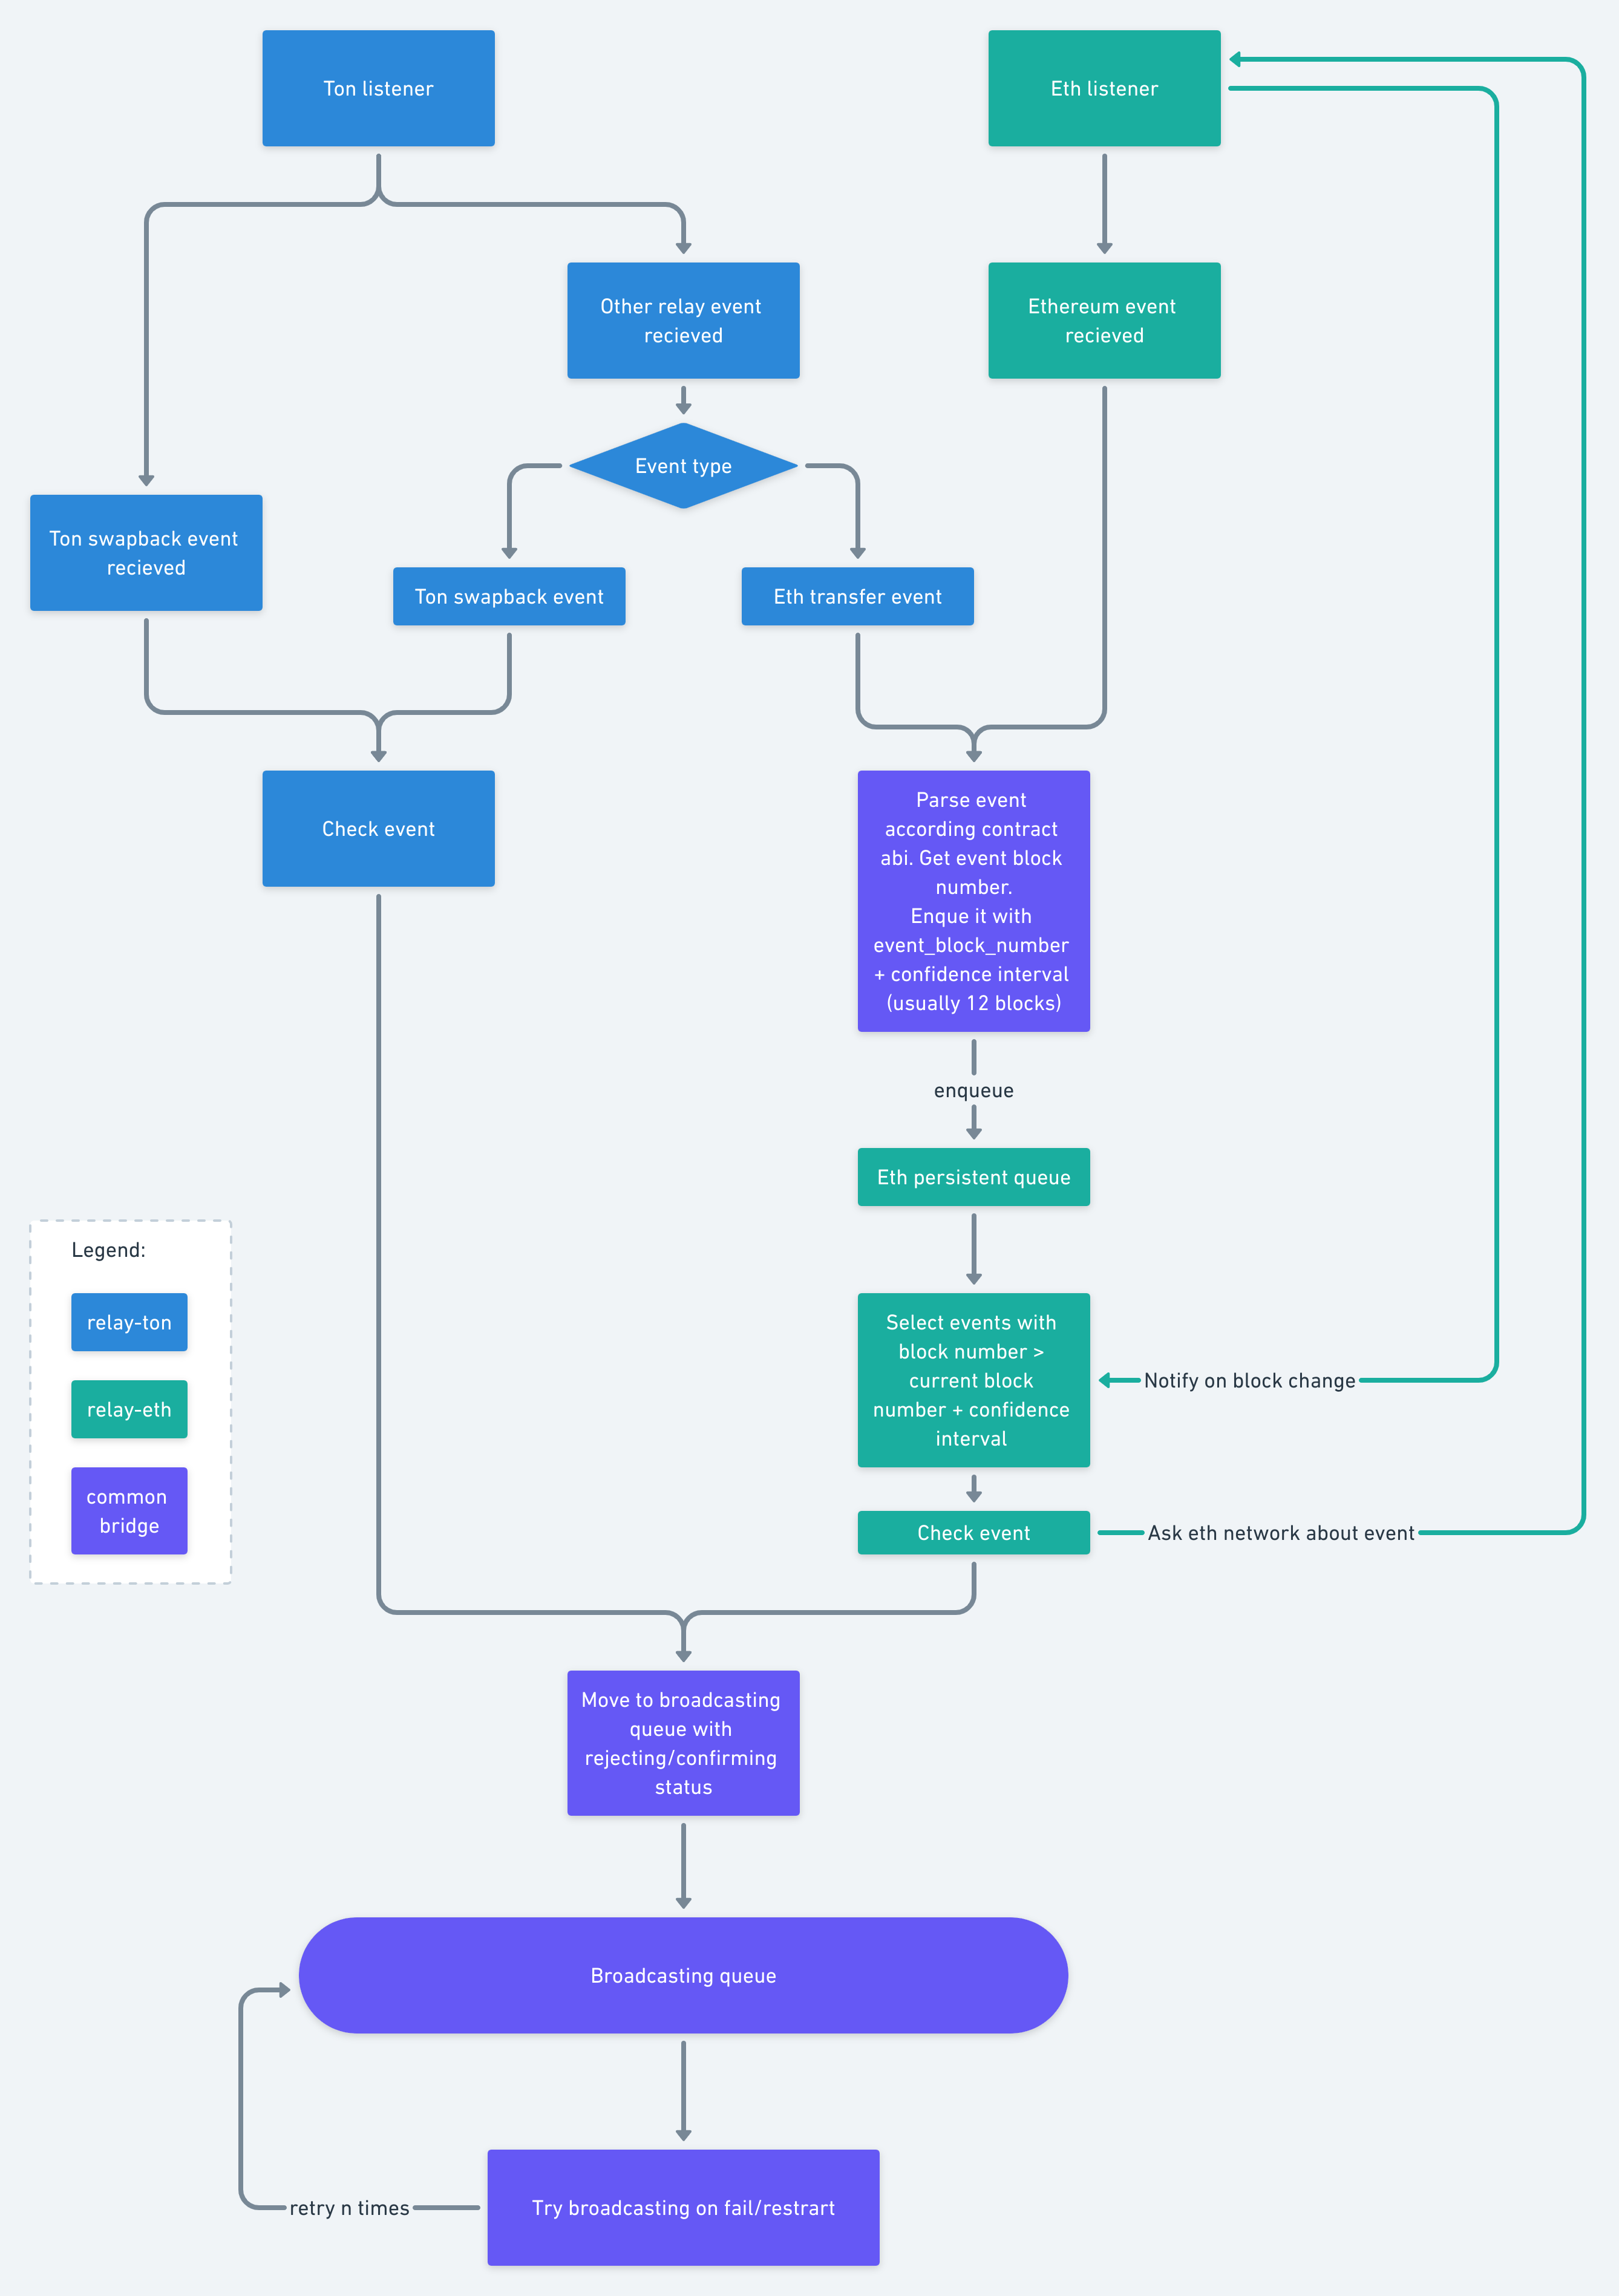 Ton listener
Eth listener
Other relay event
recieved
Ethereum event
recieved
Event type
Ton swapback event
recieved
Ton swapback event
Eth transfer event
Check event
Parse event
according contract
abi. Get event block
number.
Enque it with
event_block_number
+ confidence interval
(usually 12 blocks)
enqueue
Eth persistent queue
Legend:
relay-ton
relay-eth
common
bridge
Select events with
block number >
current block
number + confidence
interval
Notify on block change
Check event
Ask eth network about event
Move to broadcasting
queue with
rejecting/confirming
status
Broadcasting queue
retry n times
Try broadcasting on fail/restrart